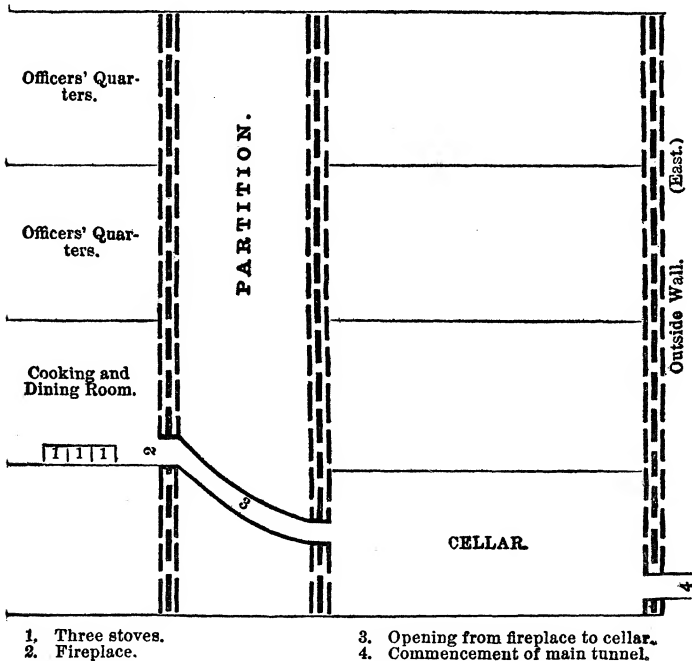 Officers' Quar-
ters.
PARTITION.
Officers' Quar-
ters.
Outside Wall. (East.)
Cooking and
Dining Room.
1 1 1
2
3
CELLAR.
4
1. Three stoves.
2. Fireplace.
3. Opening from fireplace to cellar.
4. Commencement of main tunnel.